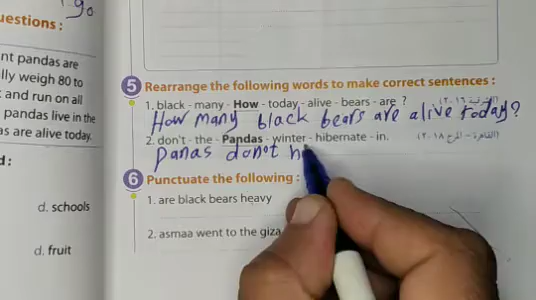 uestions :
nt pandas are
lly weigh 80 to
and run on all
pandas live in the
as are alive today.
d. schools
d. fruit
5 Rearrange the following words to make correct sentences :
1. black - many - How - today - alive - bears - are ?
How many black bears are alive today?
2. don't - the - Pandas - winter - hibernate - in.
Panas don't h
6 Punctuate the following :
1. are black bears heavy
2. asmaa went to the giza